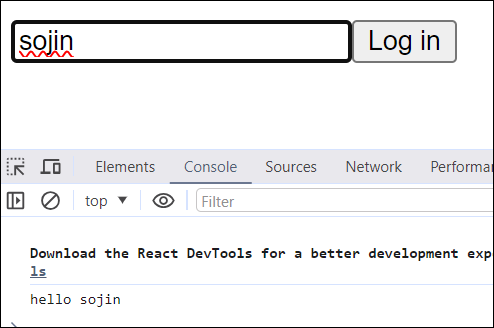 sojin Log in
Elements Console Sources Network Performa
top Filter
Download the React DevTools for a better development exp
ls
hello sojin